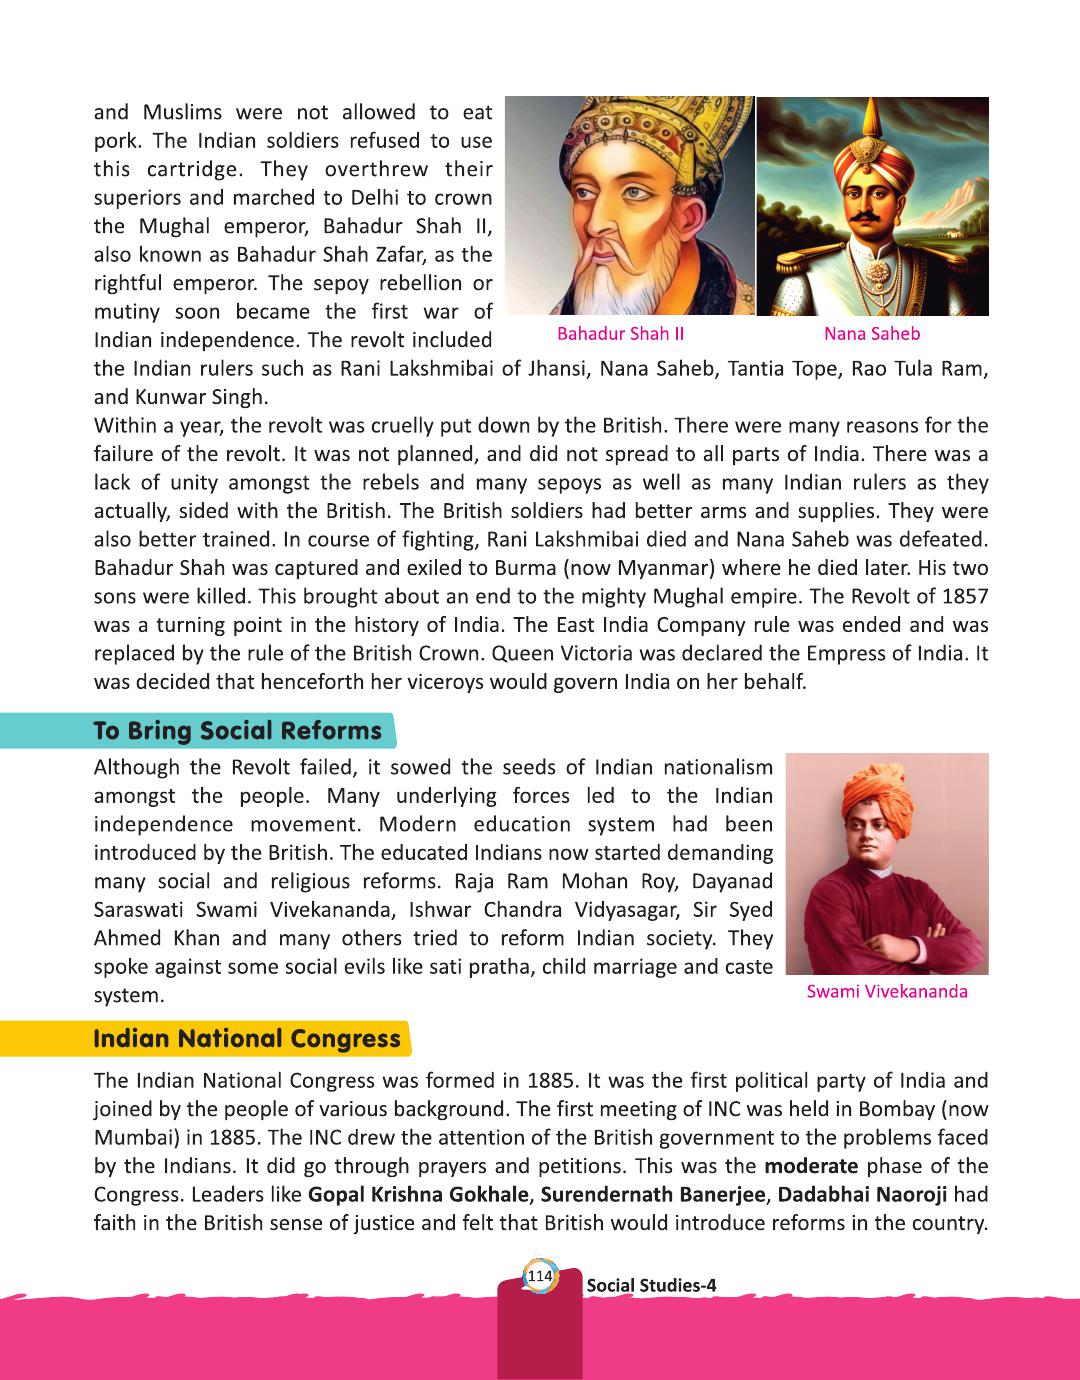 and Muslims were not allowed to eat
pork. The Indian soldiers refused to use
this cartridge. They overthrew their
superiors and marched to Delhi to crown
the Mughal emperor, Bahadur Shah II,
also known as Bahadur Shah Zafar, as the
rightful emperor. The sepoy rebellion or
mutiny soon became the first war of
Indian independence. The revolt included
Bahadur Shah II
Nana Saheb
the Indian rulers such as Rani Lakshmibai of Jhansi, Nana Saheb, Tantia Tope, Rao Tula Ram,
and Kunwar Singh.
Within a year, the revolt was cruelly put down by the British. There were many reasons for the
failure of the revolt. It was not planned, and did not spread to all parts of India. There was a
lack of unity amongst the rebels and many sepoys as well as many Indian rulers as they
actually, sided with the British. The British soldiers had better arms and supplies. They were
also better trained. In course of fighting, Rani Lakshmibai died and Nana Saheb was defeated.
Bahadur Shah was captured and exiled to Burma (now Myanmar) where he died later. His two
sons were killed. This brought about an end to the mighty Mughal empire. The Revolt of 1857
was a turning point in the history of India. The East India Company rule was ended and was
replaced by the rule of the British Crown. Queen Victoria was declared the Empress of India. It
was decided that henceforth her viceroys would govern India on her behalf.
To Bring Social Reforms
Although the Revolt failed, it sowed the seeds of Indian nationalism
amongst the people. Many underlying forces led to the Indian
independence movement. Modern education system had been
introduced by the British. The educated Indians now started demanding
many social and religious reforms. Raja Ram Mohan Roy, Dayanad
Saraswati Swami Vivekananda, Ishwar Chandra Vidyasagar, Sir Syed
Ahmed Khan and many others tried to reform Indian society. They
spoke against some social evils like sati pratha, child marriage and caste
system.
Swami Vivekananda
Indian National Congress
The Indian National Congress was formed in 1885. It was the first political party of India and
joined by the people of various background. The first meeting of INC was held in Bombay (now
Mumbai) in 1885. The INC drew the attention of the British government to the problems faced
by the Indians. It did go through prayers and petitions. This was the moderate phase of the
Congress. Leaders like Gopal Krishna Gokhale, Surendernath Banerjee, Dadabhai Naoroji had
faith in the British sense of justice and felt that British would introduce reforms in the country.
114
Social Studies-4